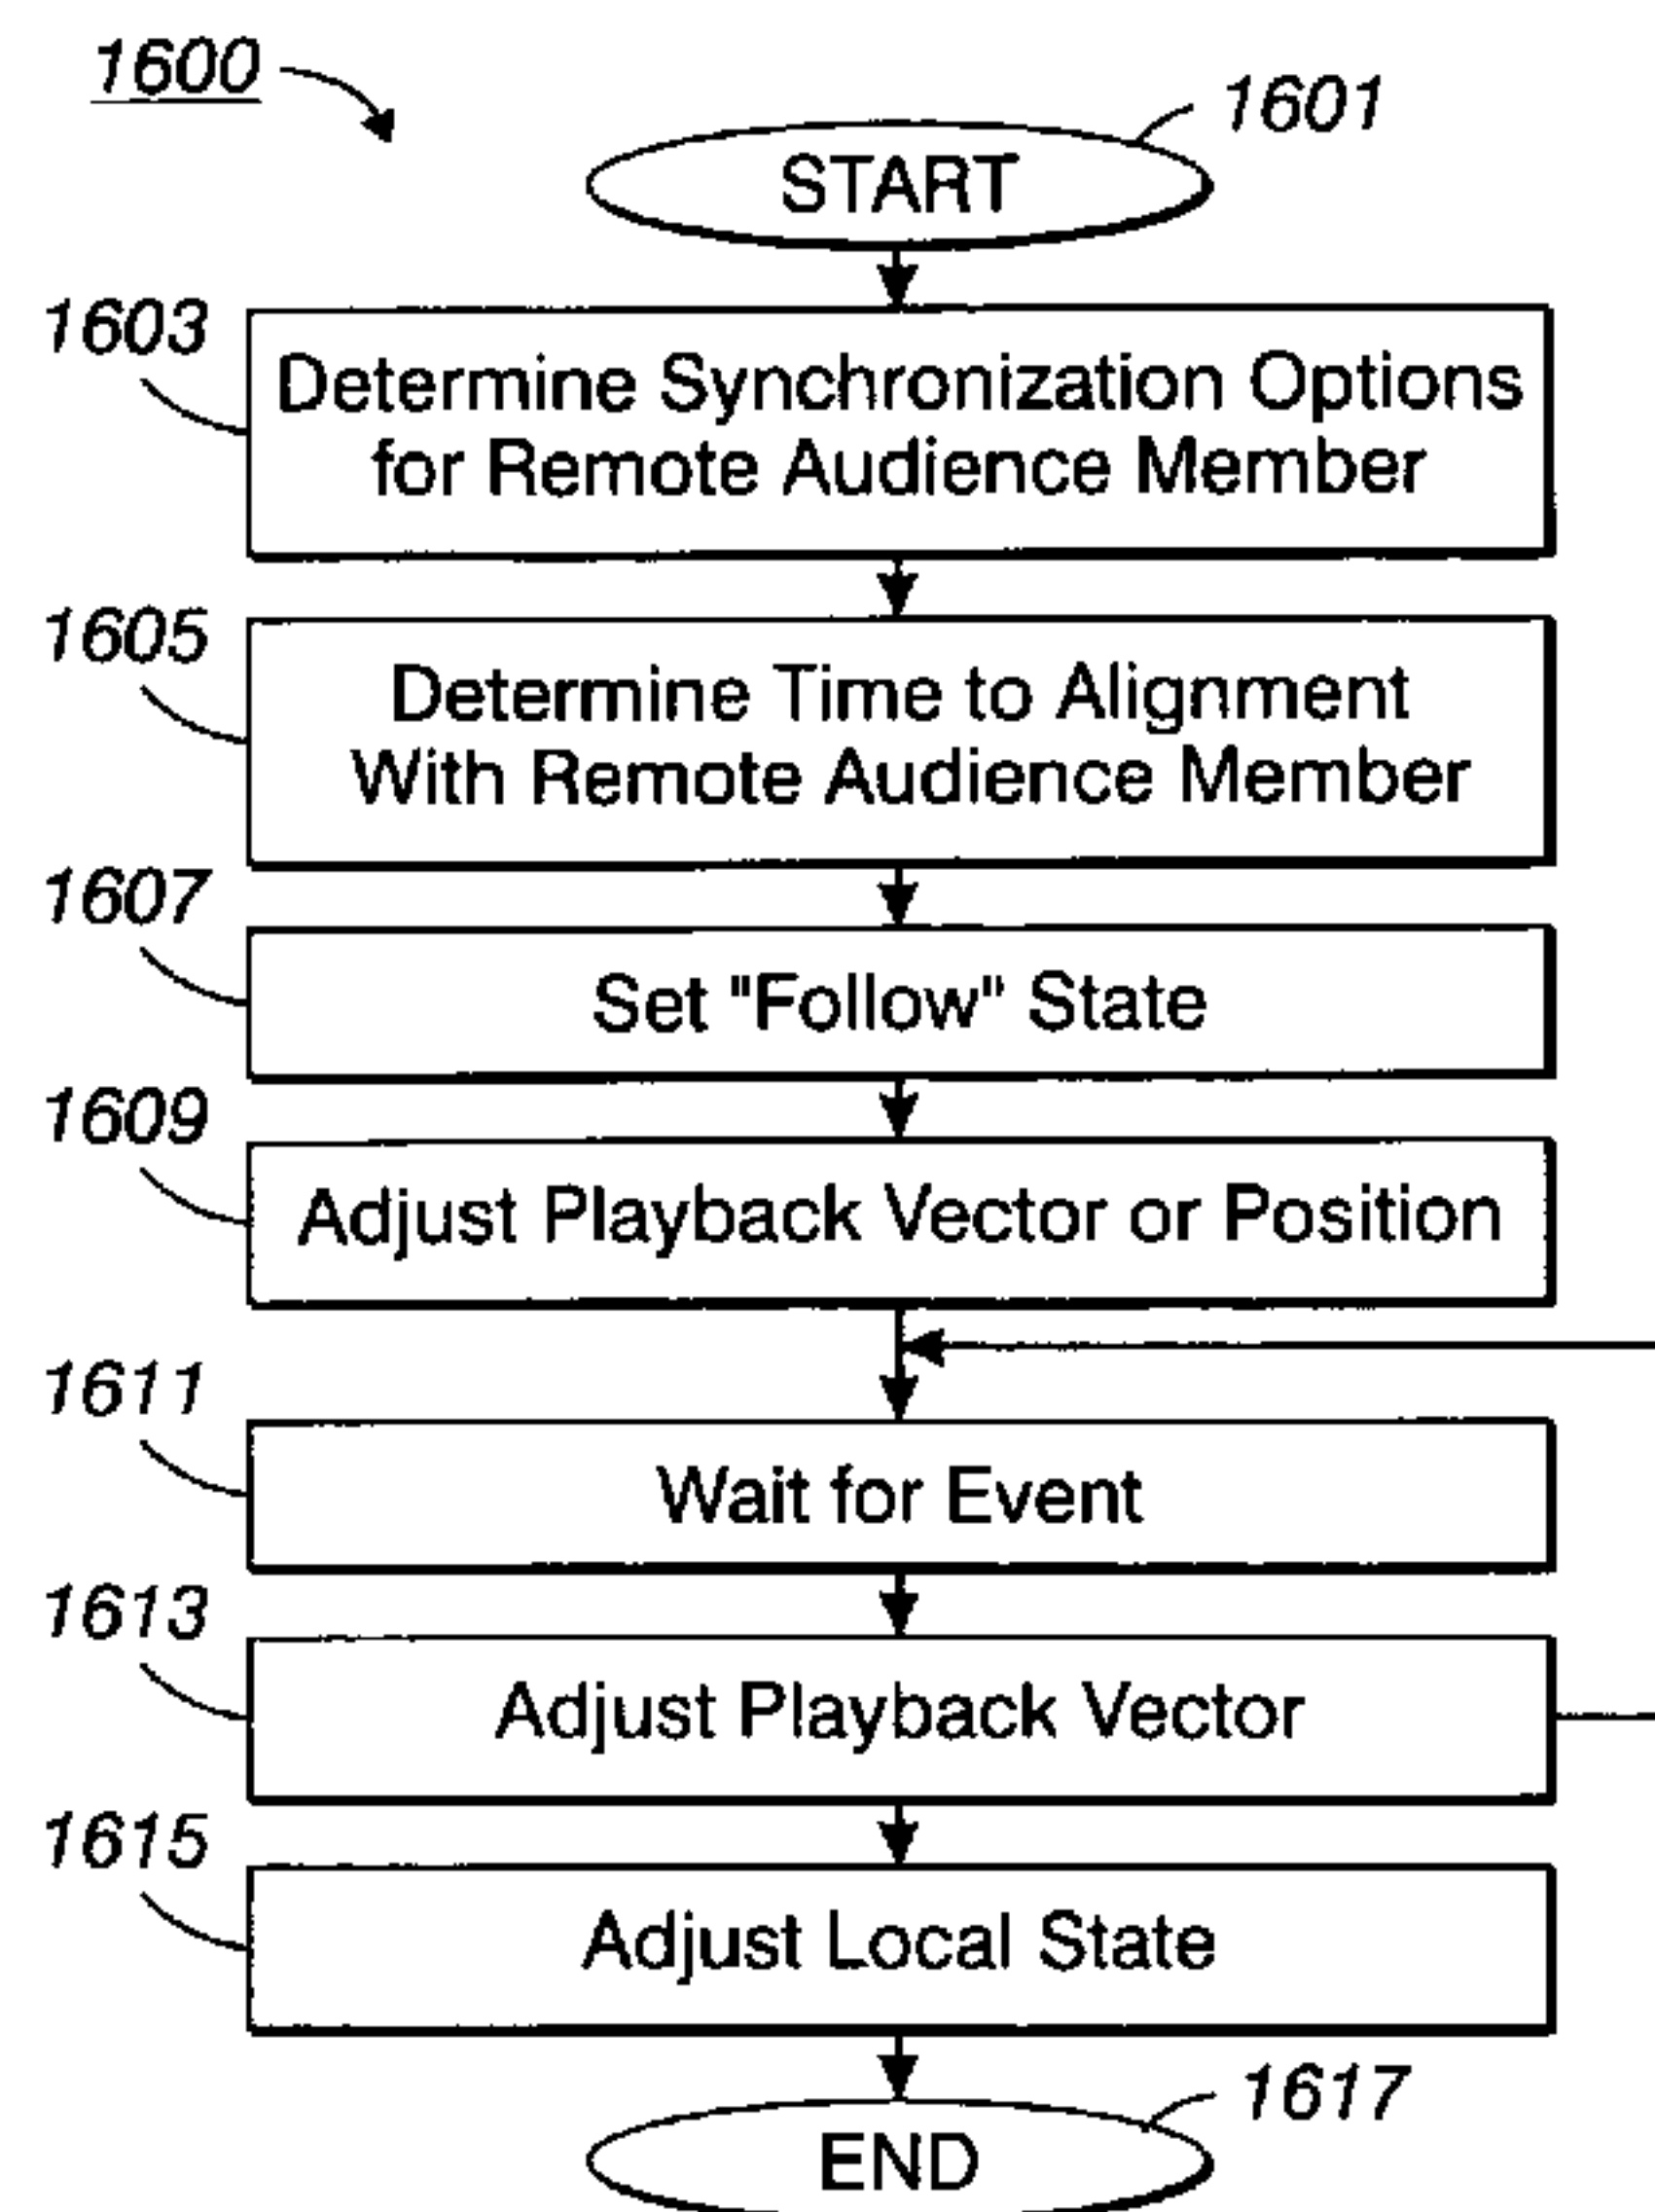 1600
1601
START
1603
Determine Synchronization Options
for Remote Audience Member
1605
Determine Time to Alignment
With Remote Audience Member
1607
Set "Follow" State
1609
Adjust Playback Vector or Position
1611
Wait for Event
1613
Adjust Playback Vector
1615
Adjust Local State
1617
END